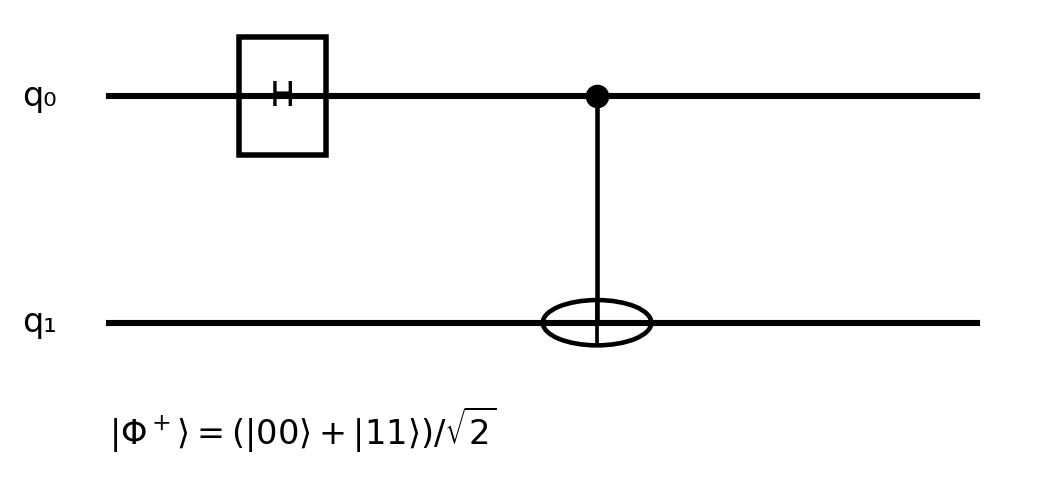 H
q₀
q₁
|Φ⁺⟩ = (|00⟩ + |11⟩)/√2